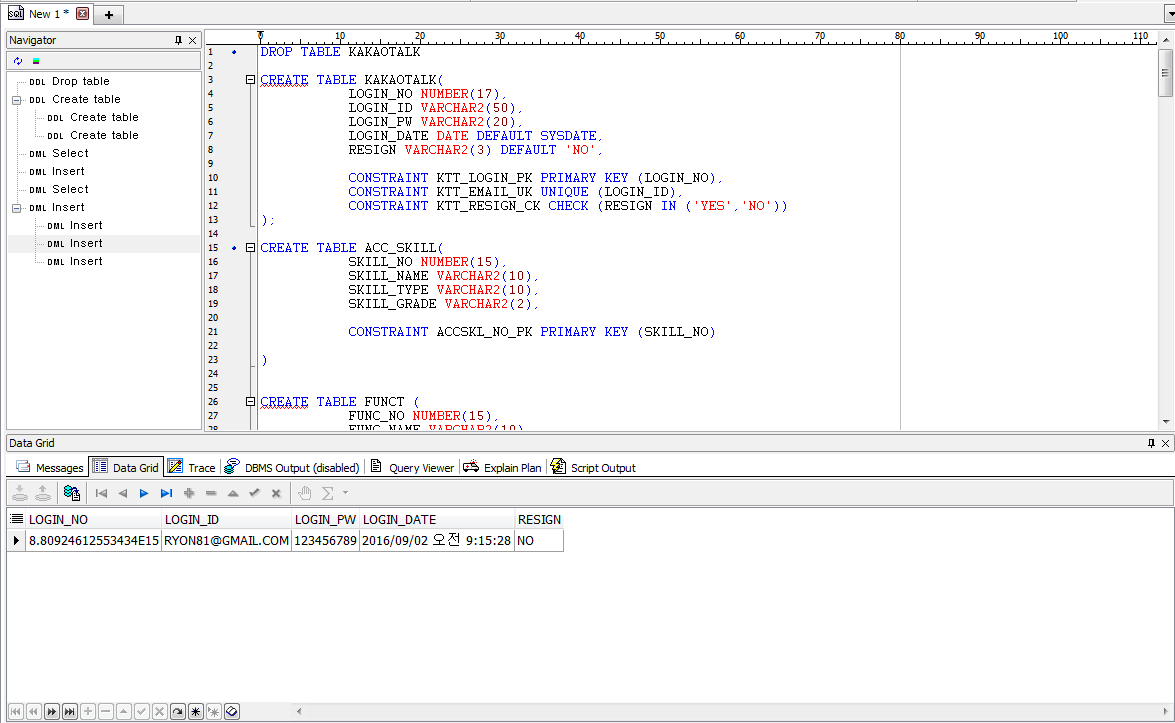 SQL New 1 *
Navigator
DDL Drop table
DDL Create table
DDL Create table
DDL Create table
DML Select
DML Insert
DML Select
DML Insert
DML Insert
DML Insert
DML Insert
0 10 20 30 40 50 60 70 80 90 100 110
1 DROP TABLE KAKAOTALK
2
3 CREATE TABLE KAKAOTALK(
4 LOGIN_NO NUMBER(17),
5 LOGIN_ID VARCHAR2(50),
6 LOGIN_PW VARCHAR2(20),
7 LOGIN_DATE DATE DEFAULT SYSDATE,
8 RESIGN VARCHAR2(3) DEFAULT 'NO',
9
10 CONSTRAINT KTT_LOGIN_PK PRIMARY KEY (LOGIN_NO),
11 CONSTRAINT KTT_EMAIL_UK UNIQUE (LOGIN_ID),
12 CONSTRAINT KTT_RESIGN_CK CHECK (RESIGN IN ('YES','NO'))
13 );
14
15 CREATE TABLE ACC_SKILL(
16 SKILL_NO NUMBER(15),
17 SKILL_NAME VARCHAR2(10),
18 SKILL_TYPE VARCHAR2(10),
19 SKILL_GRADE VARCHAR2(2),
20
21 CONSTRAINT ACCSKL_NO_PK PRIMARY KEY (SKILL_NO)
22
23 )
24
25
26 CREATE TABLE FUNCT (
27 FUNC_NO NUMBER(15),
28 FUNC_NAME VARCHAR2(10)
Data Grid
Messages Data Grid Trace DBMS Output (disabled) Query Viewer Explain Plan Script Output
LOGIN_NO LOGIN_ID LOGIN_PW LOGIN_DATE RESIGN
8.80924612553434E15 RYON81@GMAIL.COM 123456789 2016/09/02 오전 9:15:28 NO